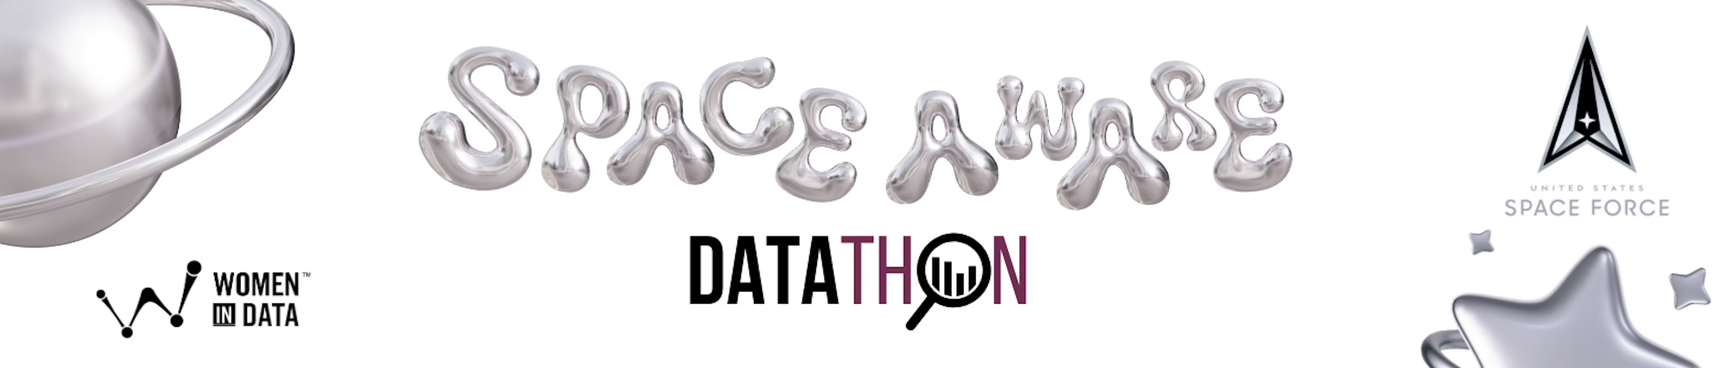 SPACE AWARE
DATATHON
WOMEN™
IN DATA
UNITED STATES
SPACE FORCE